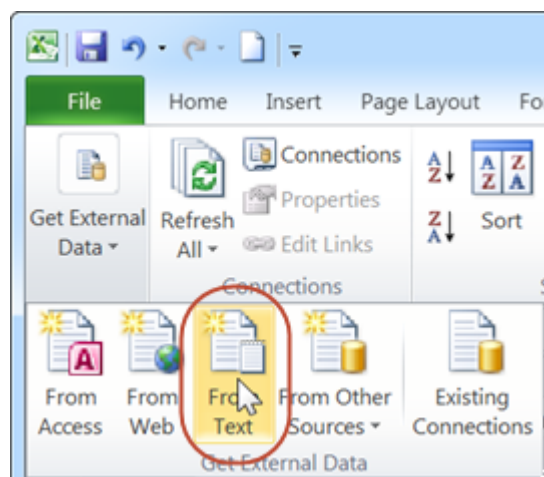 File Home Insert Page Layout Fo
Get External Data
Refresh All
Connections
Properties
Edit Links
A Z
Z A
A Z Z A
Sort
Connections
From Access
From Web
From Text
From Other Sources
Existing Connections
Get External Data